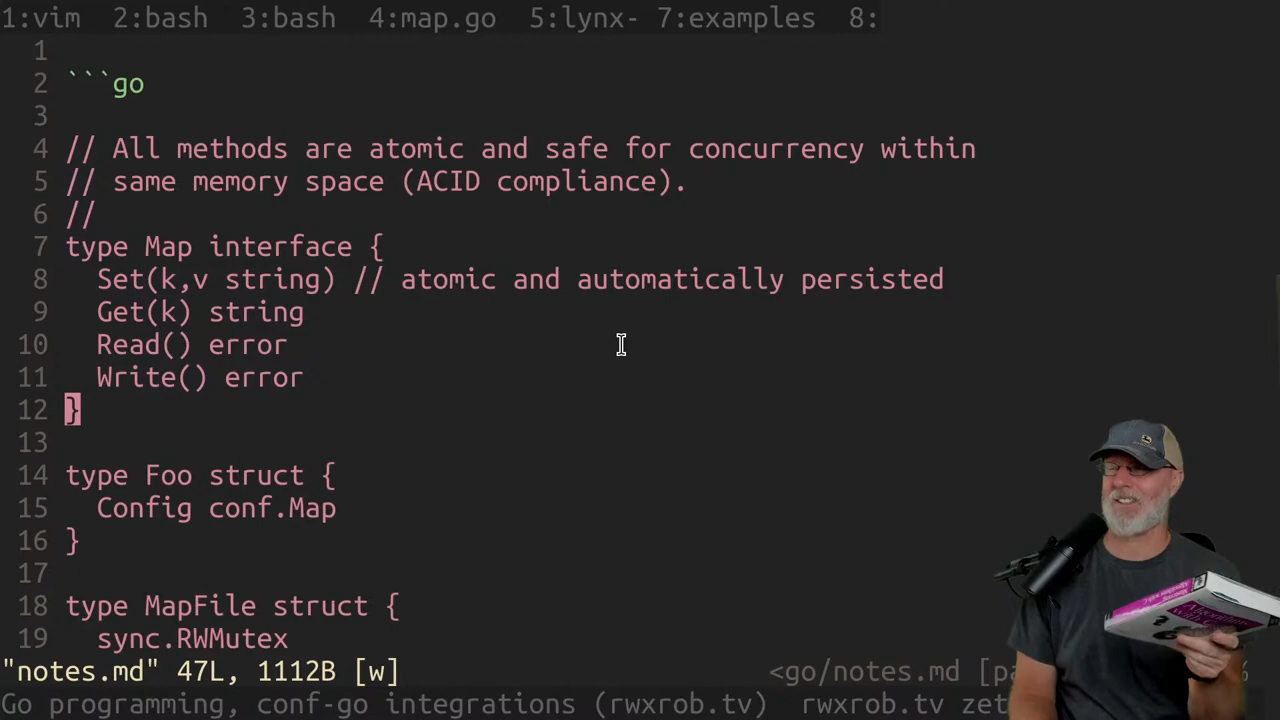 1:vim 2:bash 3:bash 4:map.go 5:lynx- 7:examples 8:
1
2 ```go
3
4 // All methods are atomic and safe for concurrency within
5 // same memory space (ACID compliance).
6 //
7 type Map interface {
8 Set(k,v string) // atomic and automatically persisted
9 Get(k) string
10 Read() error
11 Write() error
12 }
13
14 type Foo struct {
15 Config conf.Map
16 }
17
18 type MapFile struct {
19 sync.RWMutex
"notes.md" 47L, 1112B [w] <go/notes.md [pa %
Go programming, conf-go integrations (rwxrob.tv) rwxrob.tv zet